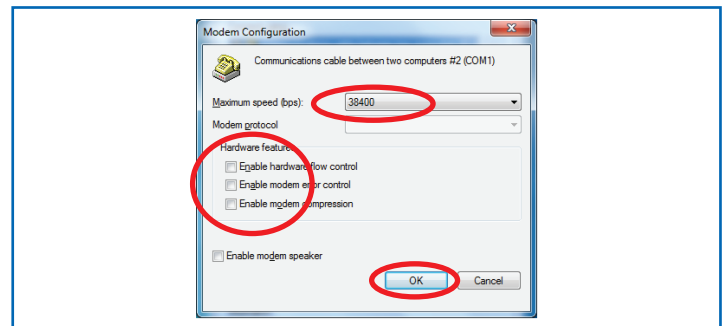 Modem Configuration
Communications cable between two computers #2 (COM1)
Maximum speed (bps):
38400
Modem protocol
Hardware features
Enable hardware flow control
Enable modem error control
Enable modem compression
Enable modem speaker
OK
Cancel